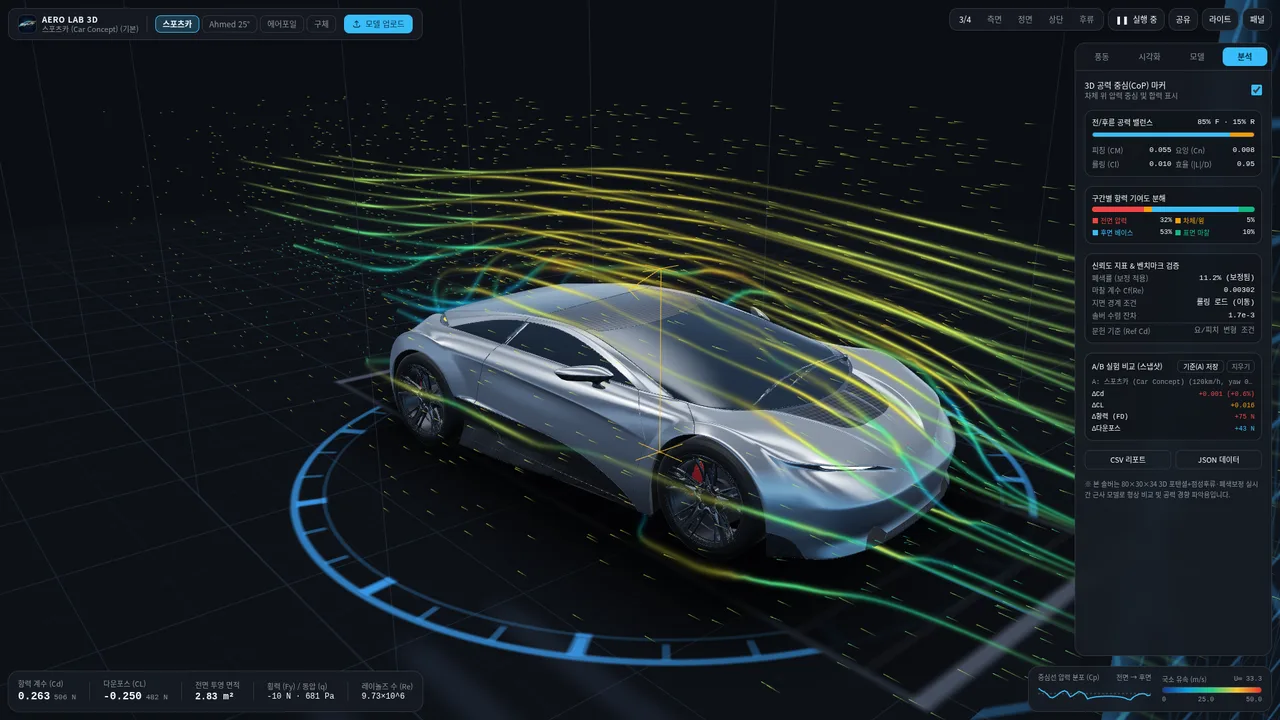 AERO LAB 3D
스포츠카 (Car Concept) (기본)
스포츠카 Ahmed 25° 에어포일 구체 모델 업로드
3/4 측면 정면 상단 후류 실행 중 공유 라이트 패널
풍동 시각화 모델 분석
3D 공력 중심(CoP) 마커
차체 위 압력 중심 및 합력 표시
전/후륜 공력 밸런스 85% F · 15% R
피칭 (CM) 0.055 요잉 (Cn) 0.008
롤링 (Cl) 0.010 효율 (|L|/D) 0.95
구간별 항력 기여도 분해
전면 압력 32% 차체/윙 5%
후면 베이스 53% 표면 마찰 10%
신뢰도 지표 & 벤치마크 검증
폐색률 (보정 적용) 11.2% (보정됨)
마찰 계수 Cf(Re) 0.00302
지면 경계 조건 롤링 로드 (이동)
솔버 수렴 잔차 1.7e-3
문헌 기준 (Ref Cd) 요/피치 변형 조건
A/B 실험 비교 (스냅샷) 기준(A) 저장 지우기
A: 스포츠카 (Car Concept) (120km/h, yaw 0…
ΔCd +0.001 (+0.6%)
ΔCL +0.016
Δ항력 (FD) +75 N
Δ다운포스 +43 N
CSV 리포트 JSON 데이터
※ 본 솔버는 80×30×34 3D 포텐셜+점성후류·폐색보정 실시
간 근사 모델로 형상 비교 및 공력 경향 파악용입니다.
항력 계수 (Cd) 다운포스 (CL) 전면 투영 면적 횡력 (Fy) / 동압 (q) 레이놀즈 수 (Re)
0.263 506 N -0.250 482 N 2.83 m² -10 N · 681 Pa 9.73×10^6
중심선 압력 분포 (Cp) 전면 → 후면
국소 유속 (m/s) U∞ 33.3
0 25.0 50.0